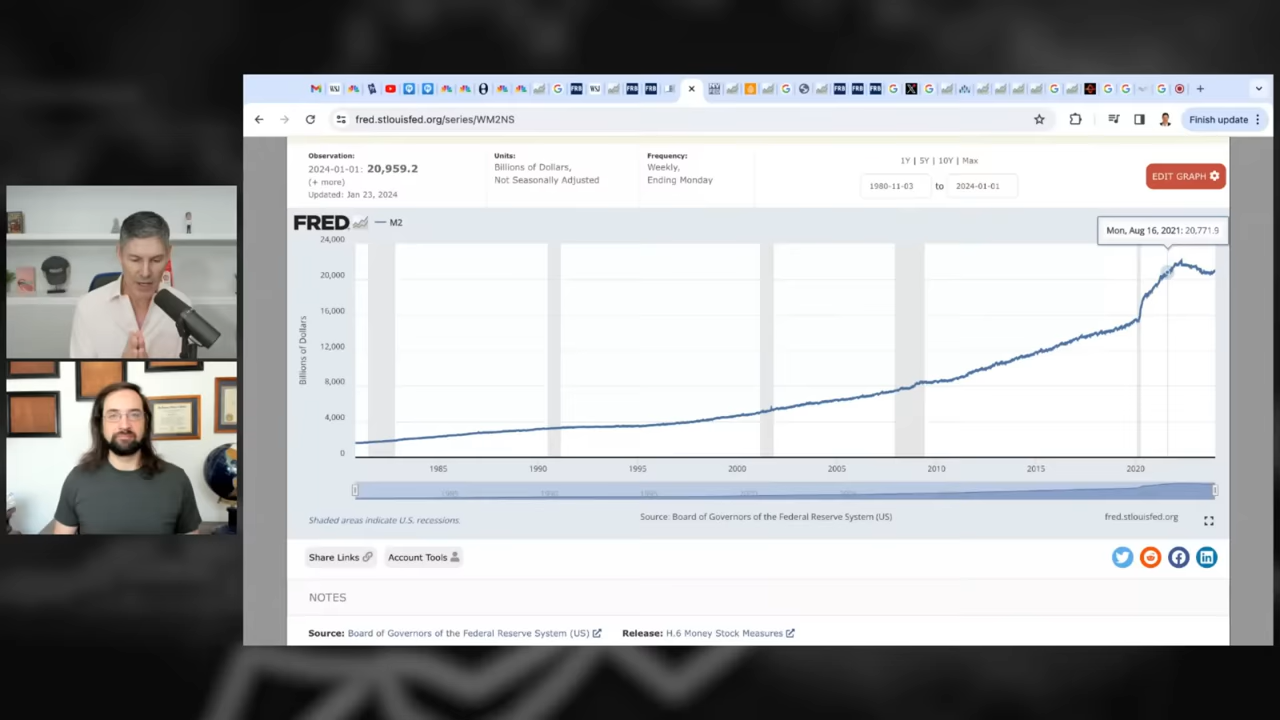 fred.stlouisfed.org/series/WM2NS
Finish update
Observation:
2024-01-01: 20,959.2
(+ more)
Updated: Jan 23, 2024
Units:
Billions of Dollars,
Not Seasonally Adjusted
Frequency:
Weekly,
Ending Monday
1Y | 5Y | 10Y | Max
1980-11-03 to 2024-01-01
EDIT GRAPH
FRED
M2
Mon, Aug 16, 2021: 20,771.9
24,000
20,000
16,000
12,000
8,000
4,000
0
Billions of Dollars
1985 1990 1995 2000 2005 2010 2015 2020
1985 1990 1995 2000 2005
Shaded areas indicate U.S. recessions.
Source: Board of Governors of the Federal Reserve System (US)
fred.stlouisfed.org
Share Links
Account Tools
NOTES
Source: Board of Governors of the Federal Reserve System (US)
Release: H.6 Money Stock Measures